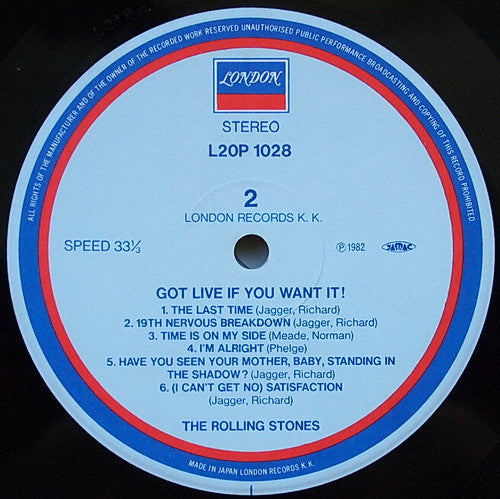 ALL RIGHTS OF THE MANUFACTURER AND OF THE OWNER OF THE RECORDED WORK RESERVED UNAUTHORISED PUBLIC PERFORMANCE BROADCASTING AND COPYING OF THIS RECORD PROHIBITED
LONDON
STEREO
L20P 1028
2
LONDON RECORDS K. K.
SPEED 33⅓
℗ 1982
JASRAC
GOT LIVE IF YOU WANT IT!
1. THE LAST TIME (Jagger, Richard)
2. 19TH NERVOUS BREAKDOWN (Jagger, Richard)
3. TIME IS ON MY SIDE (Meade, Norman)
4. I'M ALRIGHT (Phelge)
5. HAVE YOU SEEN YOUR MOTHER, BABY, STANDING IN
THE SHADOW? (Jagger, Richard)
6. (I CAN'T GET NO) SATISFACTION
(Jagger, Richard)
THE ROLLING STONES
MADE IN JAPAN LONDON RECORDS K. K.